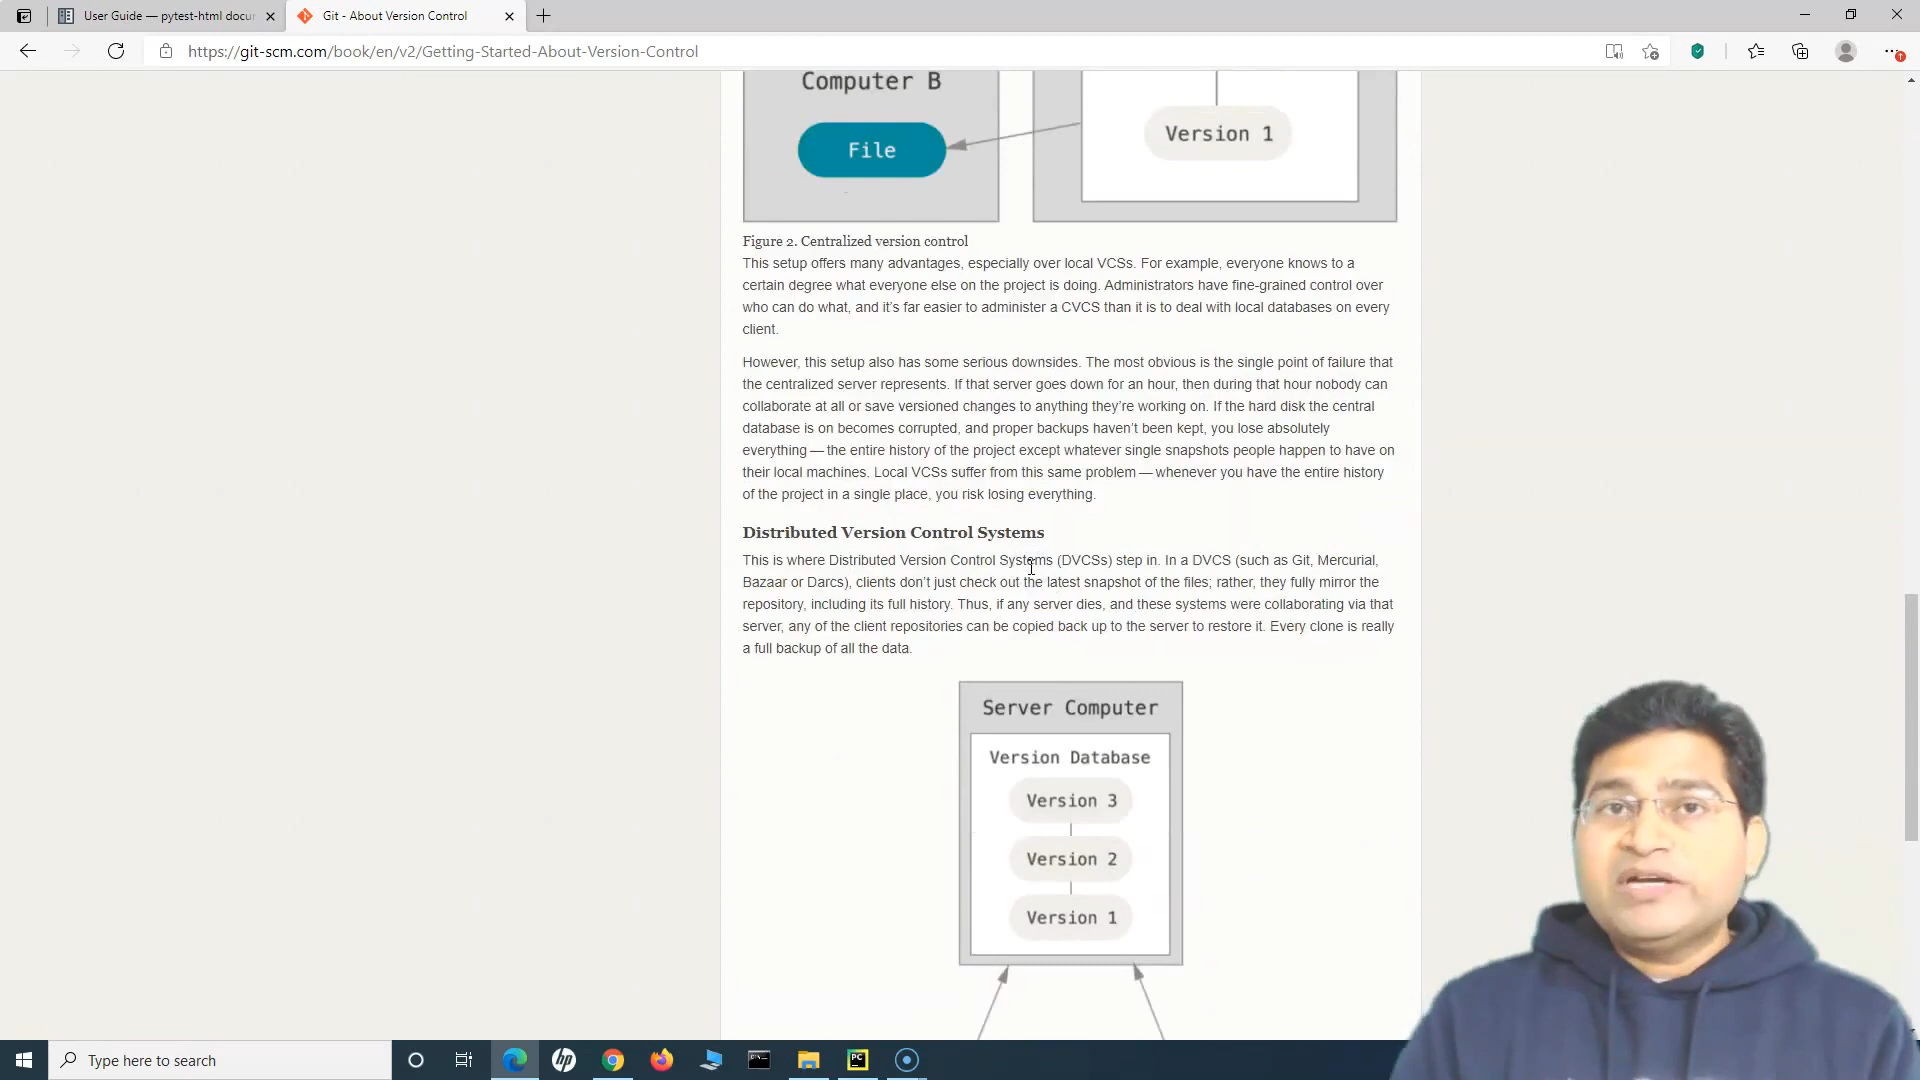 User Guide — pytest-html docu
Git - About Version Control
https://git-scm.com/book/en/v2/Getting-Started-About-Version-Control
Computer B
File
Version 1
Figure 2. Centralized version control
This setup offers many advantages, especially over local VCSs. For example, everyone knows to a
certain degree what everyone else on the project is doing. Administrators have fine-grained control over
who can do what, and it's far easier to administer a CVCS than it is to deal with local databases on every
client.
However, this setup also has some serious downsides. The most obvious is the single point of failure that
the centralized server represents. If that server goes down for an hour, then during that hour nobody can
collaborate at all or save versioned changes to anything they're working on. If the hard disk the central
database is on becomes corrupted, and proper backups haven't been kept, you lose absolutely
everything — the entire history of the project except whatever single snapshots people happen to have on
their local machines. Local VCSs suffer from this same problem — whenever you have the entire history
of the project in a single place, you risk losing everything.
Distributed Version Control Systems
This is where Distributed Version Control Systems (DVCSs) step in. In a DVCS (such as Git, Mercurial,
Bazaar or Darcs), clients don't just check out the latest snapshot of the files; rather, they fully mirror the
repository, including its full history. Thus, if any server dies, and these systems were collaborating via that
server, any of the client repositories can be copied back up to the server to restore it. Every clone is really
a full backup of all the data.
Server Computer
Version Database
Version 3
Version 2
Version 1
Type here to search
hp
PC